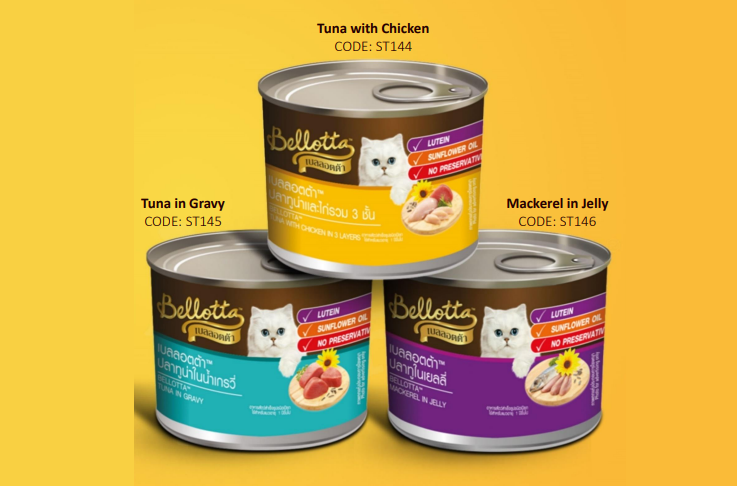 Tuna with Chicken
CODE: ST144
Bellotta™
เบลลอตต้า
LUTEIN
SUNFLOWER OIL
NO PRESERVATIV
เบลลอตต้า™
ปลาทูน่าและไก่รวม 3 ชั้น
BELLOTTA™
TUNA WITH CHICKEN IN 3 LAYERS
Tuna in Gravy
CODE: ST145
Bellotta
เบลลอตต้า
LUTEIN
SUNFLOWER OIL
NO PRESERVATIV
เบลลอตต้า™
ปลาทูน่าในน้ำเกรวี่
BELLOTTA™
TUNA IN GRAVY
Mackerel in Jelly
CODE: ST146
Bellotta
เบลลอตต้า
LUTEIN
SUNFLOWER OIL
NO PRESERVATIV
เบลลอตต้า™
ปลาทูในเยลลี่
BELLOTTA™
MACKEREL IN JELLY